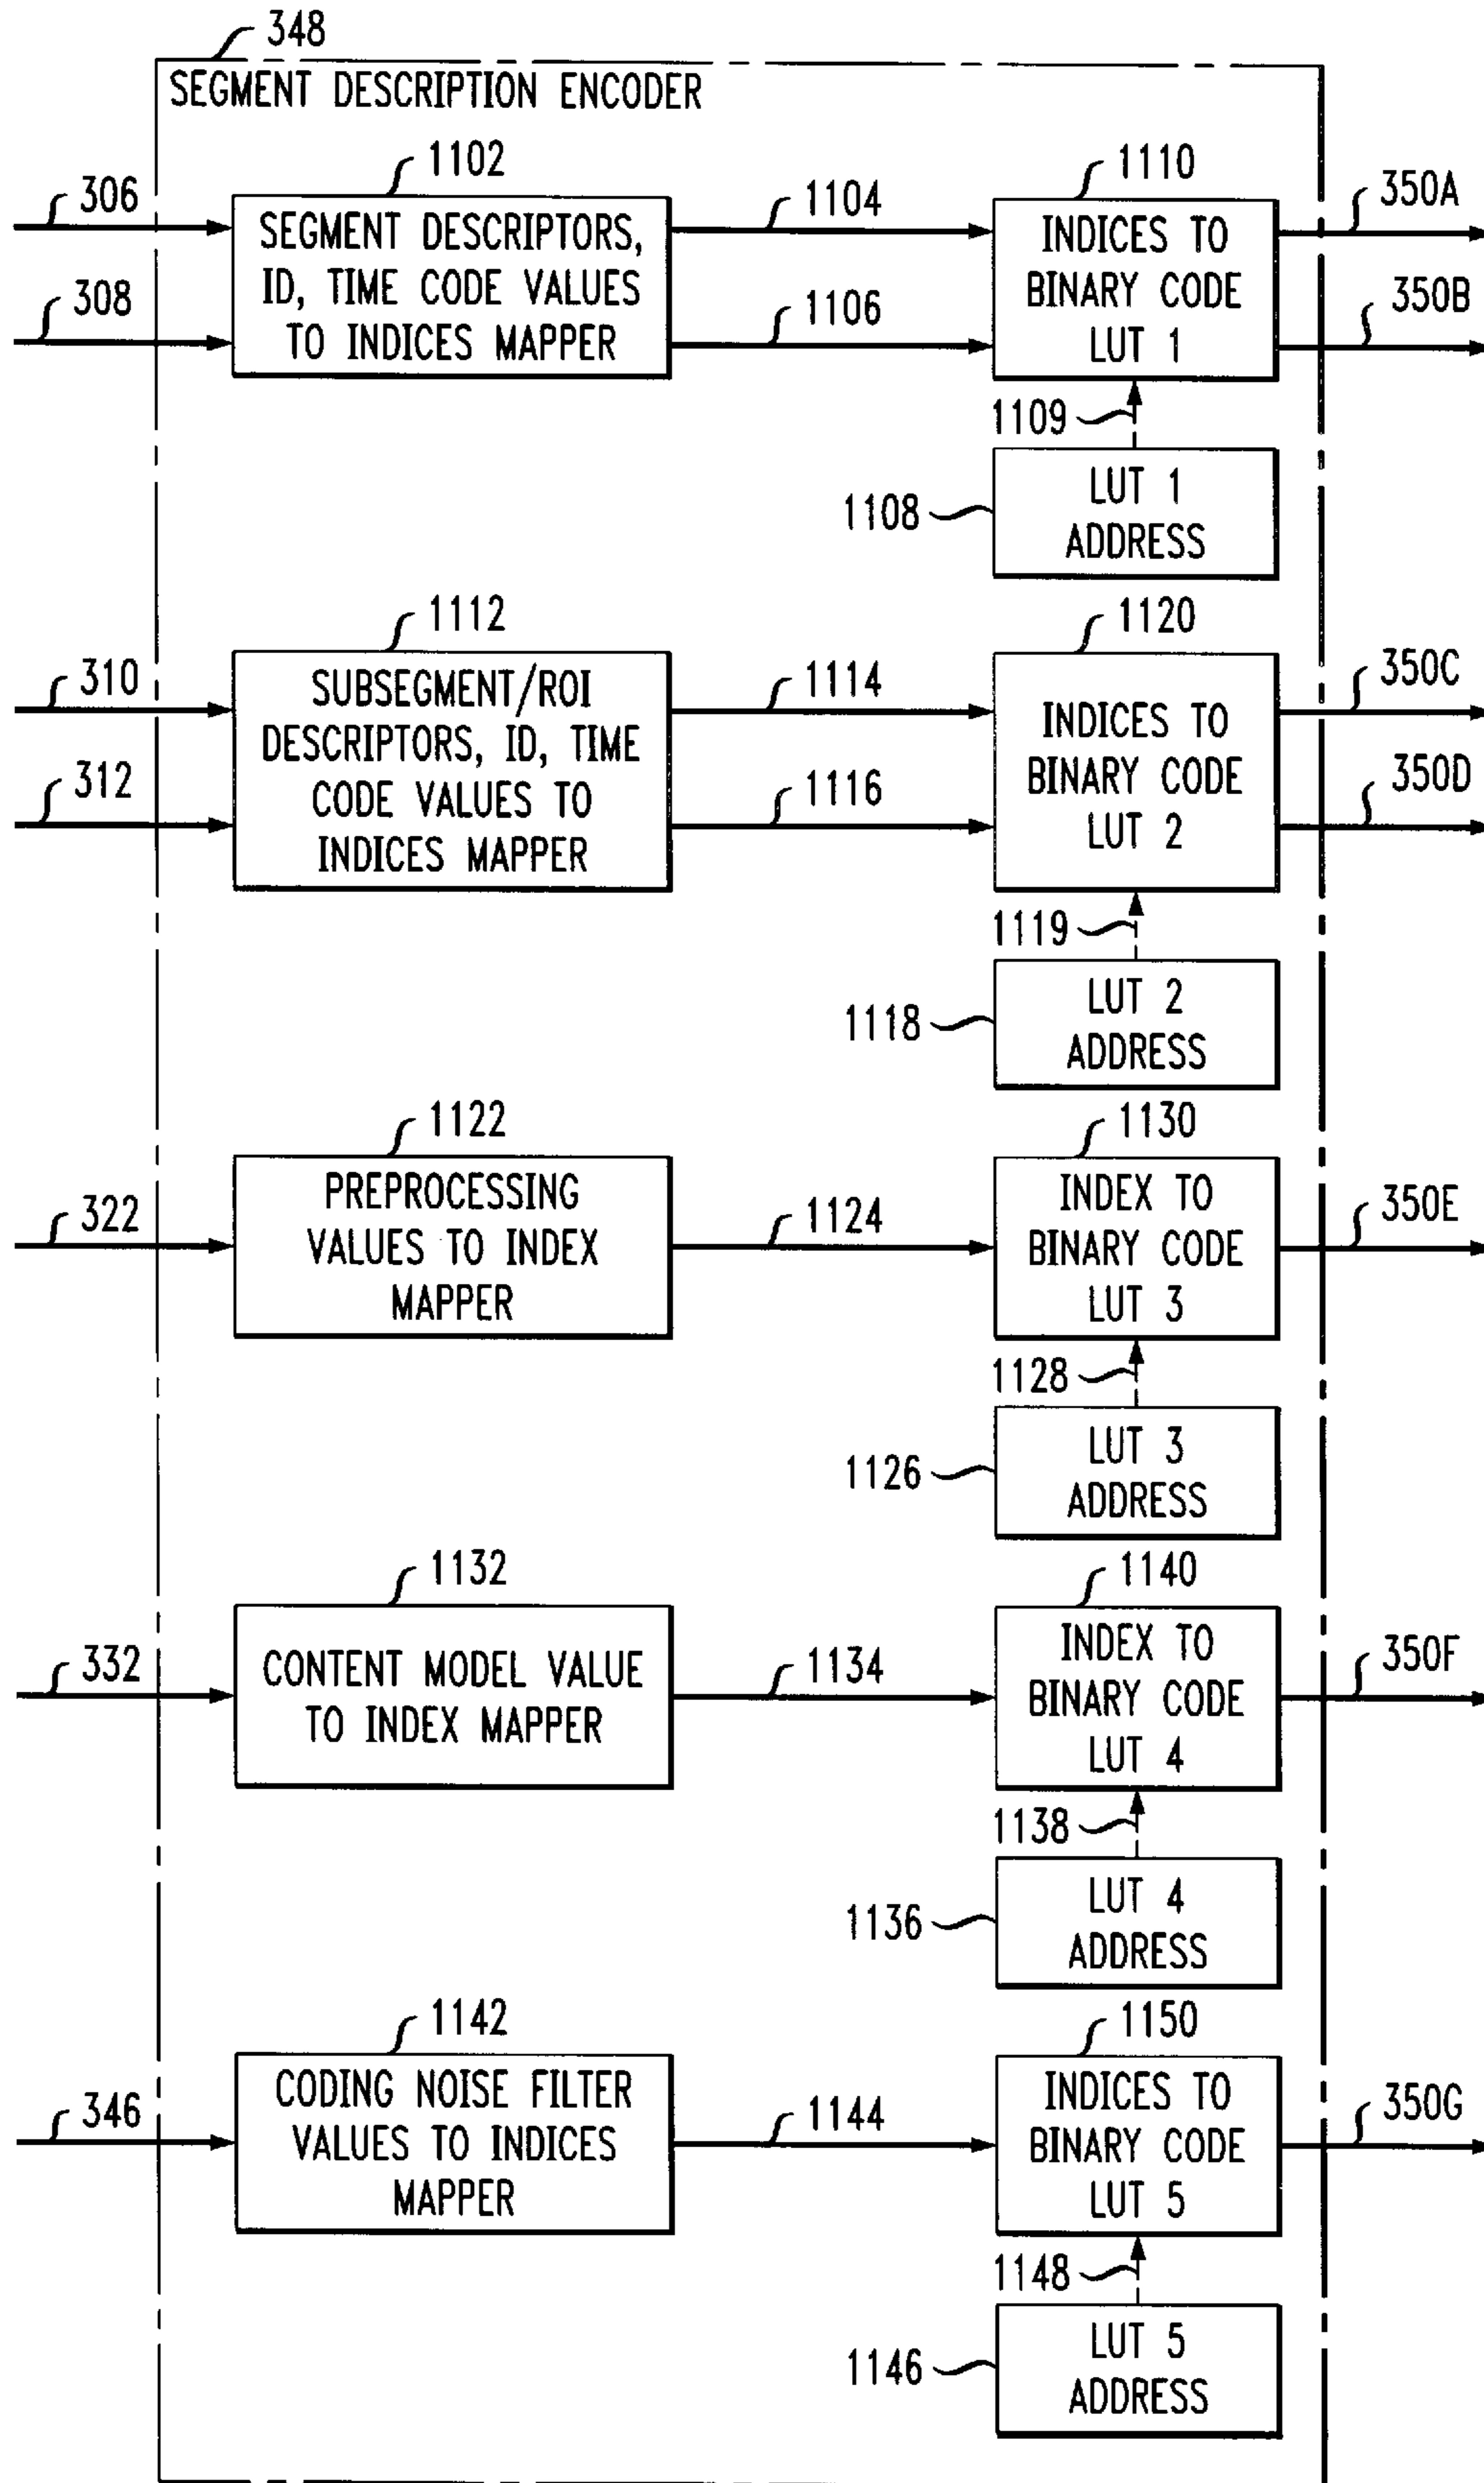 348
SEGMENT DESCRIPTION ENCODER
306
308
1102
SEGMENT DESCRIPTORS,
ID, TIME CODE VALUES
TO INDICES MAPPER
1104
1106
1110
INDICES TO
BINARY CODE
LUT 1
350A
350B
1109
1108
LUT 1
ADDRESS
310
312
1112
SUBSEGMENT/ROI
DESCRIPTORS, ID, TIME
CODE VALUES TO
INDICES MAPPER
1114
1116
1120
INDICES TO
BINARY CODE
LUT 2
350C
350D
1119
1118
LUT 2
ADDRESS
322
1122
PREPROCESSING
VALUES TO INDEX
MAPPER
1124
1130
INDEX TO
BINARY CODE
LUT 3
350E
1128
1126
LUT 3
ADDRESS
332
1132
CONTENT MODEL VALUE
TO INDEX MAPPER
1134
1140
INDEX TO
BINARY CODE
LUT 4
350F
1138
1136
LUT 4
ADDRESS
346
1142
CODING NOISE FILTER
VALUES TO INDICES
MAPPER
1144
1150
INDICES TO
BINARY CODE
LUT 5
350G
1148
1146
LUT 5
ADDRESS